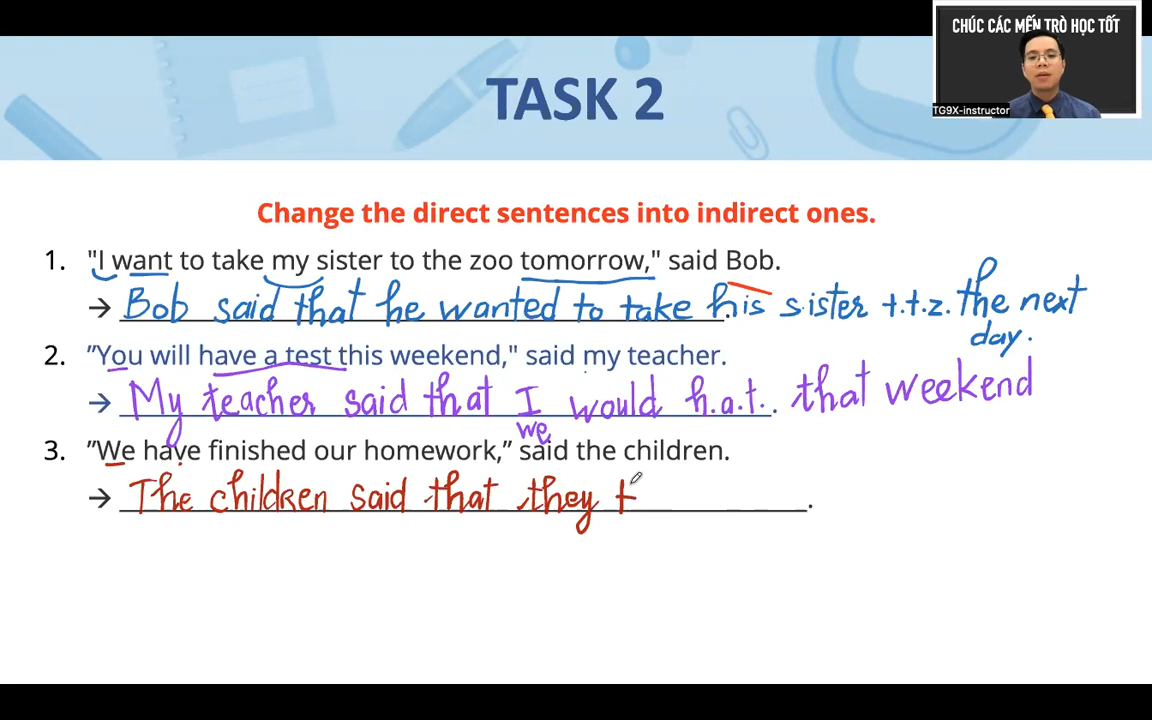 CHÚC CÁC MẾN TRÒ HỌC TỐT
TG9X-instructor
TASK 2
Change the direct sentences into indirect ones.
1. "I want to take my sister to the zoo tomorrow," said Bob.
→ Bob said that he wanted to take his sister t.t.z. the next
day.
2. ”You will have a test this weekend," said my teacher.
→ My teacher said that I would h.a.t. that weekend
we
3. ”We have finished our homework,” said the children.
→ The children said that they t .